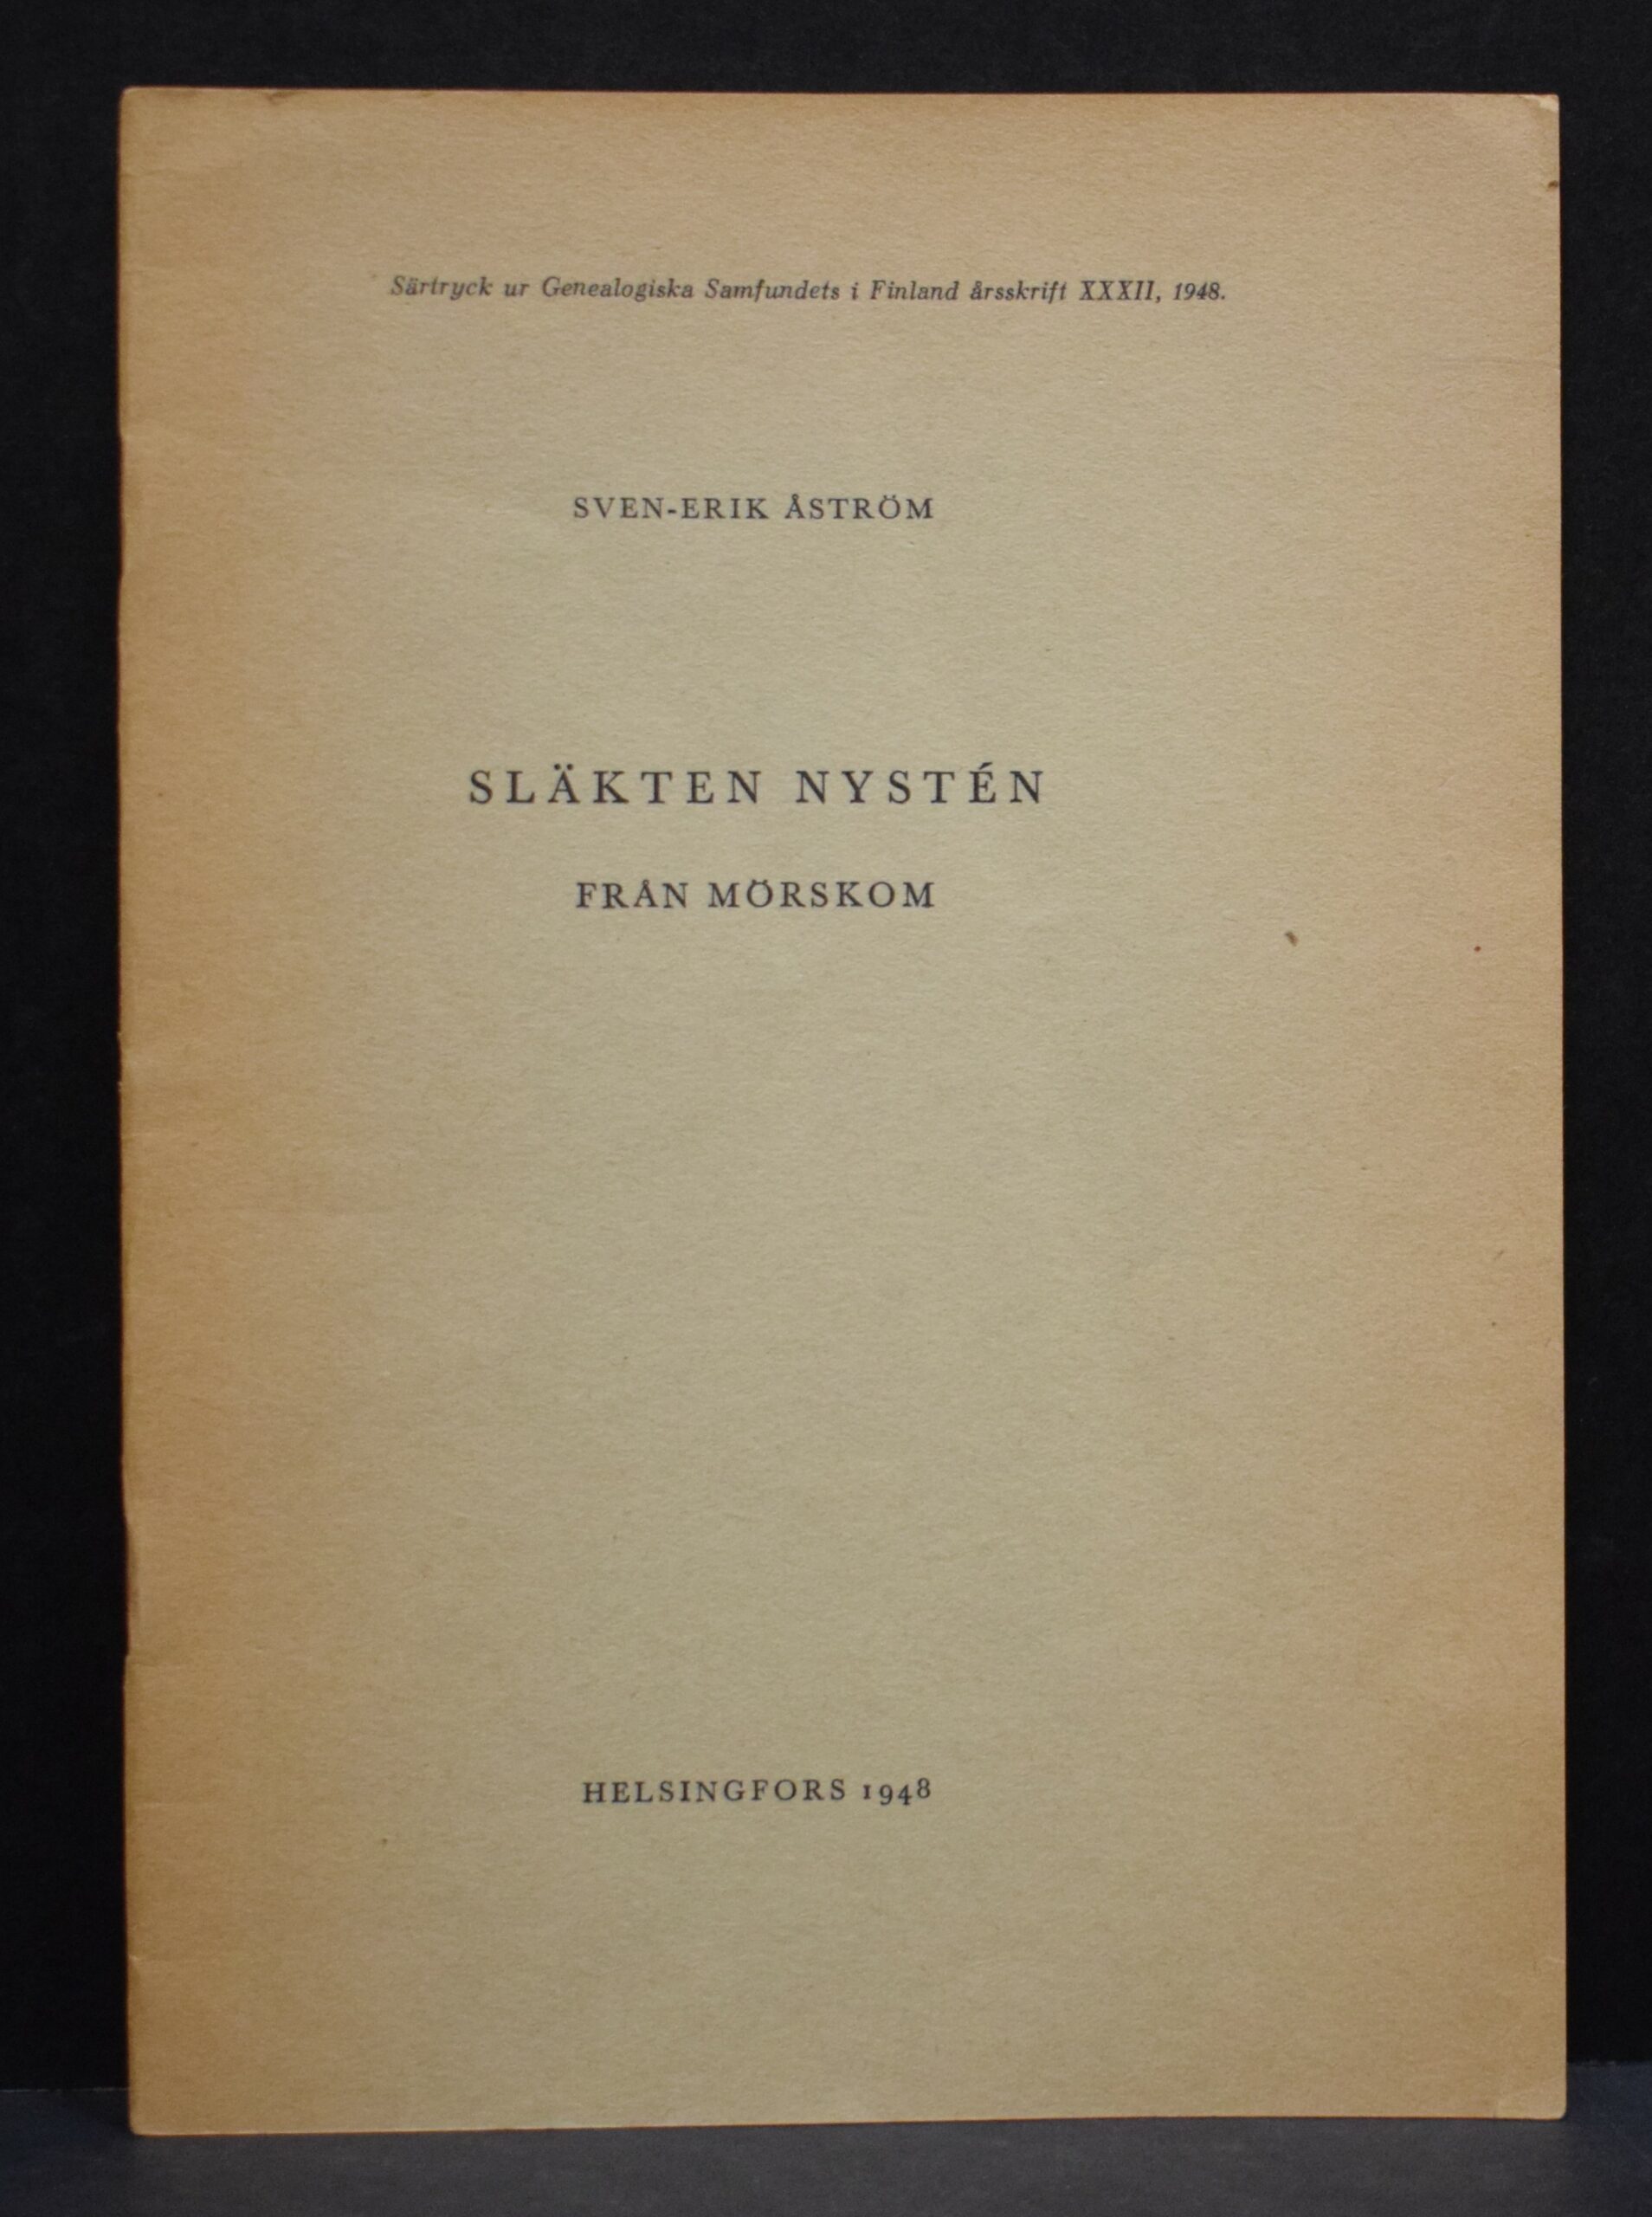 Särtryck ur Genealogiska Samfundets i Finland årsskrift XXXII, 1948.
SVEN-ERIK ÅSTRÖM
SLÄKTEN NYSTÉN
FRÅN MÖRSKOM
HELSINGFORS 1948